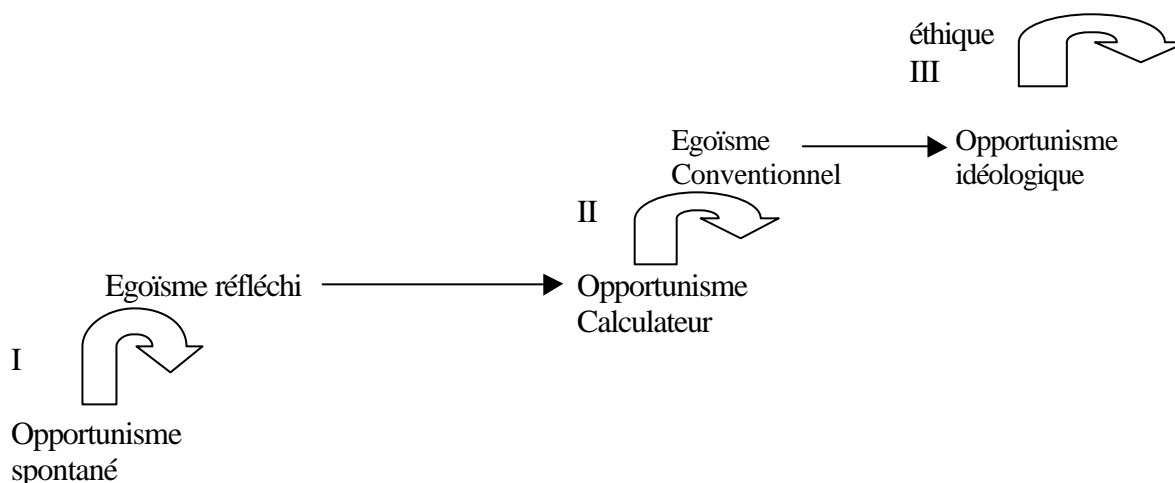 éthique
III
Egoïsme
Conventionnel
Opportunisme
idéologique
II
Egoïsme réfléchi
Opportunisme
Calculateur
I
Opportunisme
spontané